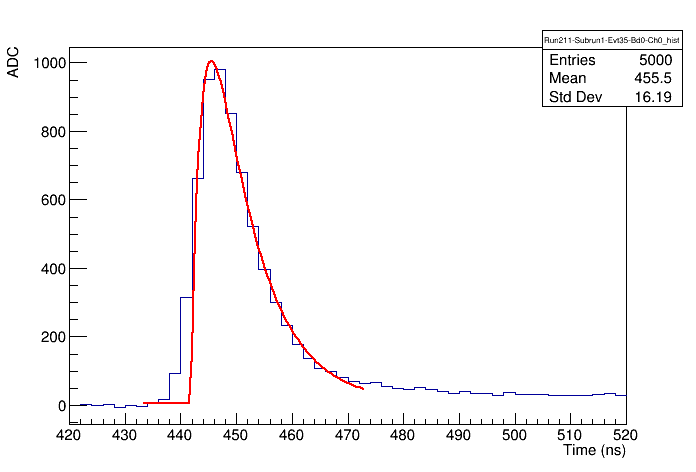 Run211-Subrun1-Evt35-Bd0-Ch0_hist
Entries 5000
Mean 455.5
Std Dev 16.19
ADC
1000
800
600
400
200
0
420 430 440 450 460 470 480 490 500 510 520
Time (ns)